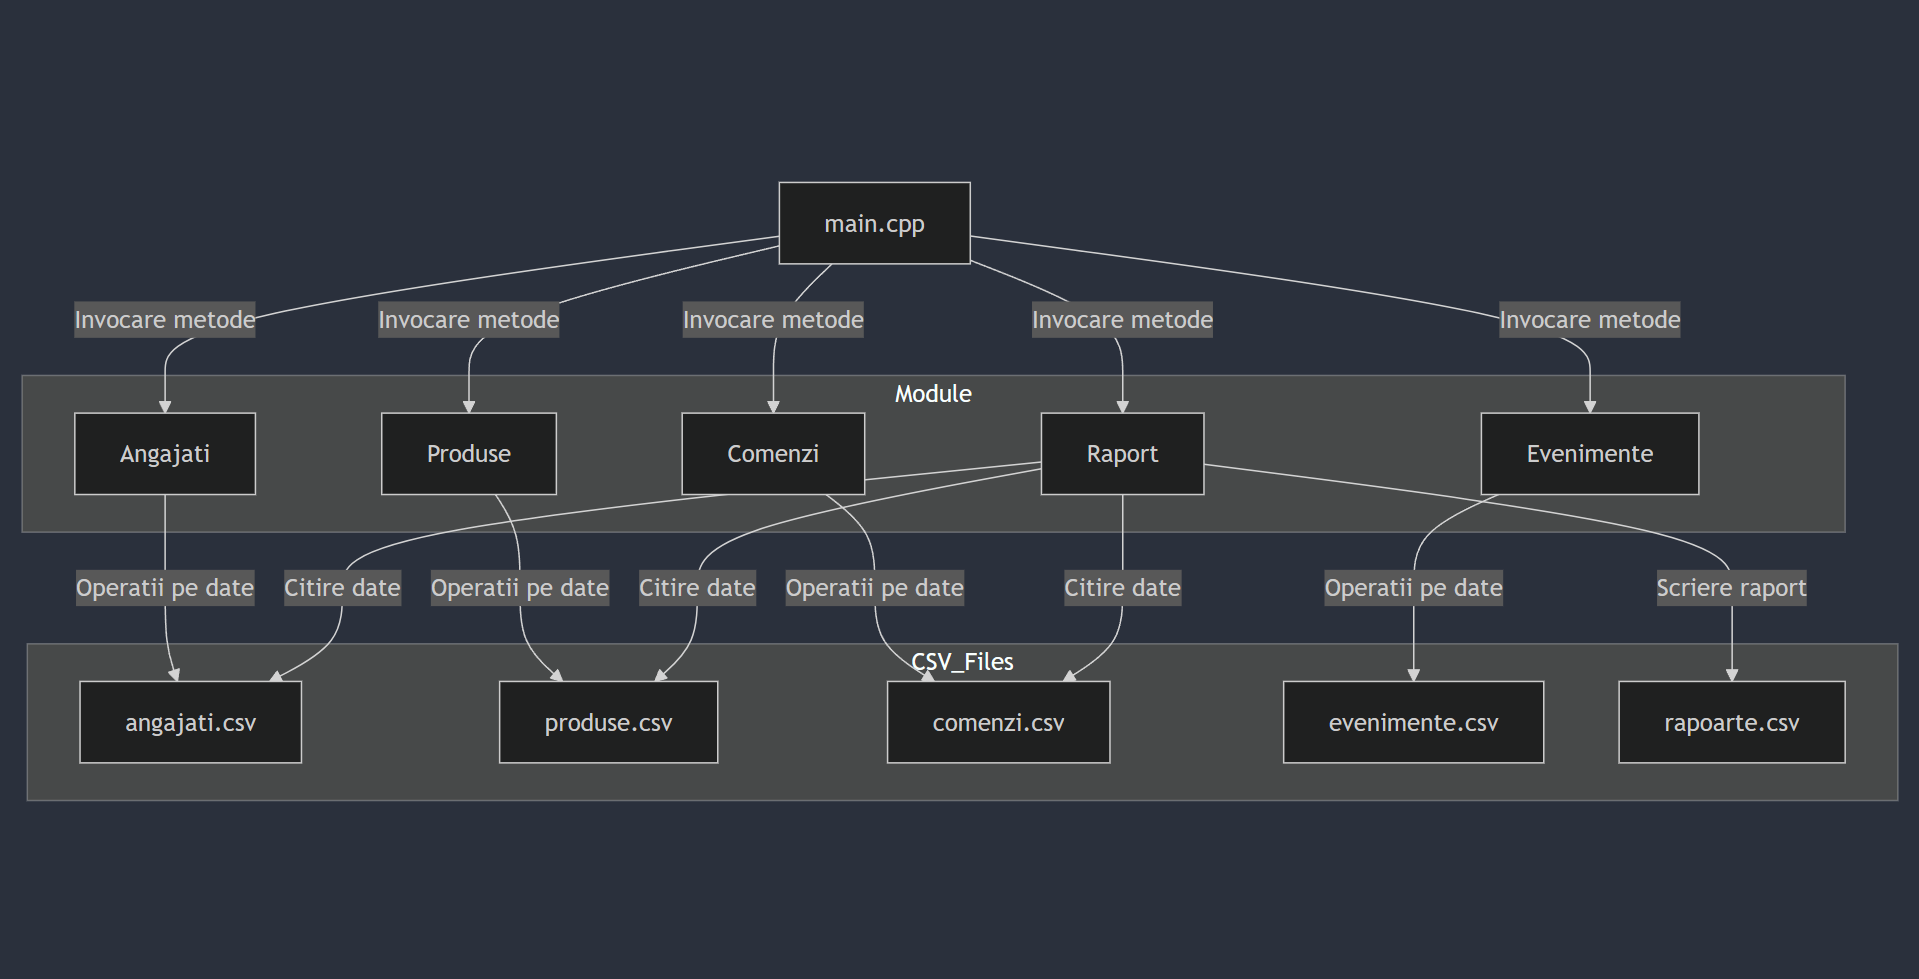 main.cpp
Invocare metode
Invocare metode
Invocare metode
Invocare metode
Invocare metode
Module
Angajati
Produse
Comenzi
Raport
Evenimente
Operatii pe date
Citire date
Operatii pe date
Citire date
Operatii pe date
Citire date
Operatii pe date
Scriere raport
CSV_Files
angajati.csv
produse.csv
comenzi.csv
evenimente.csv
rapoarte.csv